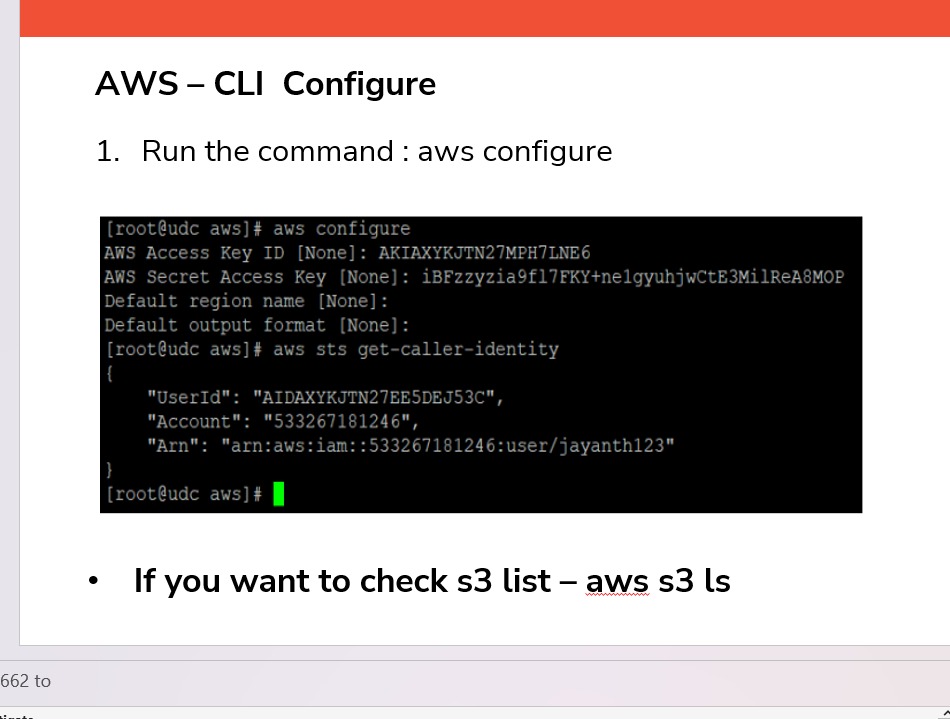 AWS – CLI Configure
1. Run the command : aws configure
[root@udc aws]# aws configure
AWS Access Key ID [None]: AKIAXYKJTN27MPH7LNE6
AWS Secret Access Key [None]: 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
Default region name [None]:
Default output format [None]:
[root@udc aws]# aws sts get-caller-identity
{
"UserId": "AIDAXYKJTN27EE5DEJ53C",
"Account": "533267181246",
"Arn": "arn:aws:iam::533267181246:user/jayanth123"
}
[root@udc aws]#
• If you want to check s3 list – aws s3 ls
662 to